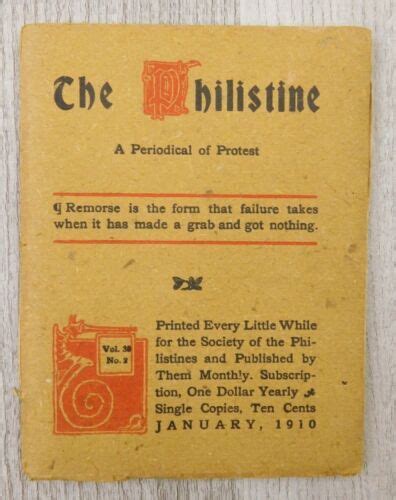 The Philistine
A Periodical of Protest
¶ Remorse is the form that failure takes
when it has made a grab and got nothing.
Vol. 30
No. 2
Printed Every Little While
for the Society of the Phi-
listines and Published by
Them Monthly. Subscrip-
tion, One Dollar Yearly
Single Copies, Ten Cents
JANUARY, 1910